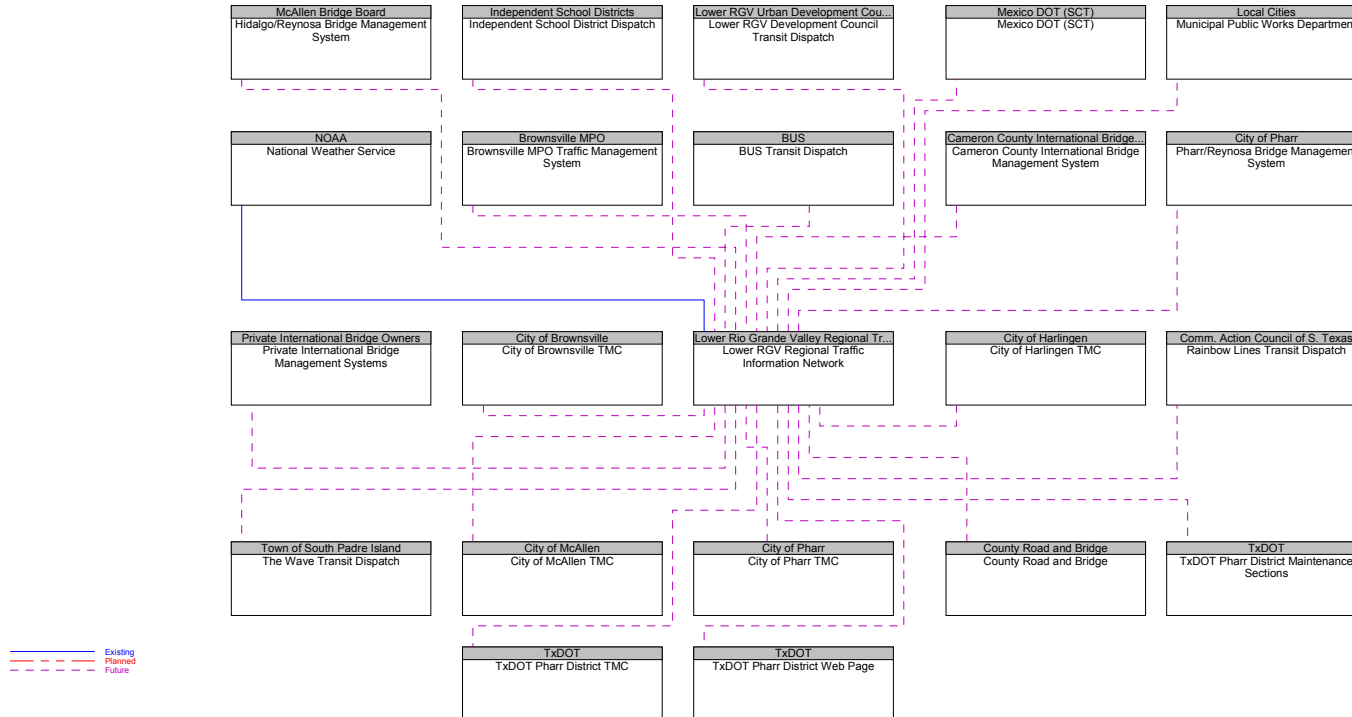 McAllen Bridge Board
Hidalgo/Reynosa Bridge Management
System
Independent School Districts
Independent School District Dispatch
Lower RGV Urban Development Cou...
Lower RGV Development Council
Transit Dispatch
Mexico DOT (SCT)
Mexico DOT (SCT)
Local Cities
Municipal Public Works Departmen
NOAA
National Weather Service
Brownsville MPO
Brownsville MPO Traffic Management
System
BUS
BUS Transit Dispatch
Cameron County International Bridge...
Cameron County International Bridge
Management System
City of Pharr
Pharr/Reynosa Bridge Management
System
Private International Bridge Owners
Private International Bridge
Management Systems
City of Brownsville
City of Brownsville TMC
Lower Rio Grande Valley Regional Tr...
Lower RGV Regional Traffic
Information Network
City of Harlingen
City of Harlingen TMC
Comm. Action Council of S. Texas
Rainbow Lines Transit Dispatch
Town of South Padre Island
The Wave Transit Dispatch
City of McAllen
City of McAllen TMC
City of Pharr
City of Pharr TMC
County Road and Bridge
County Road and Bridge
TxDOT
TxDOT Pharr District Maintenance
Sections
TxDOT
TxDOT Pharr District TMC
TxDOT
TxDOT Pharr District Web Page
Existing
Planned
Future